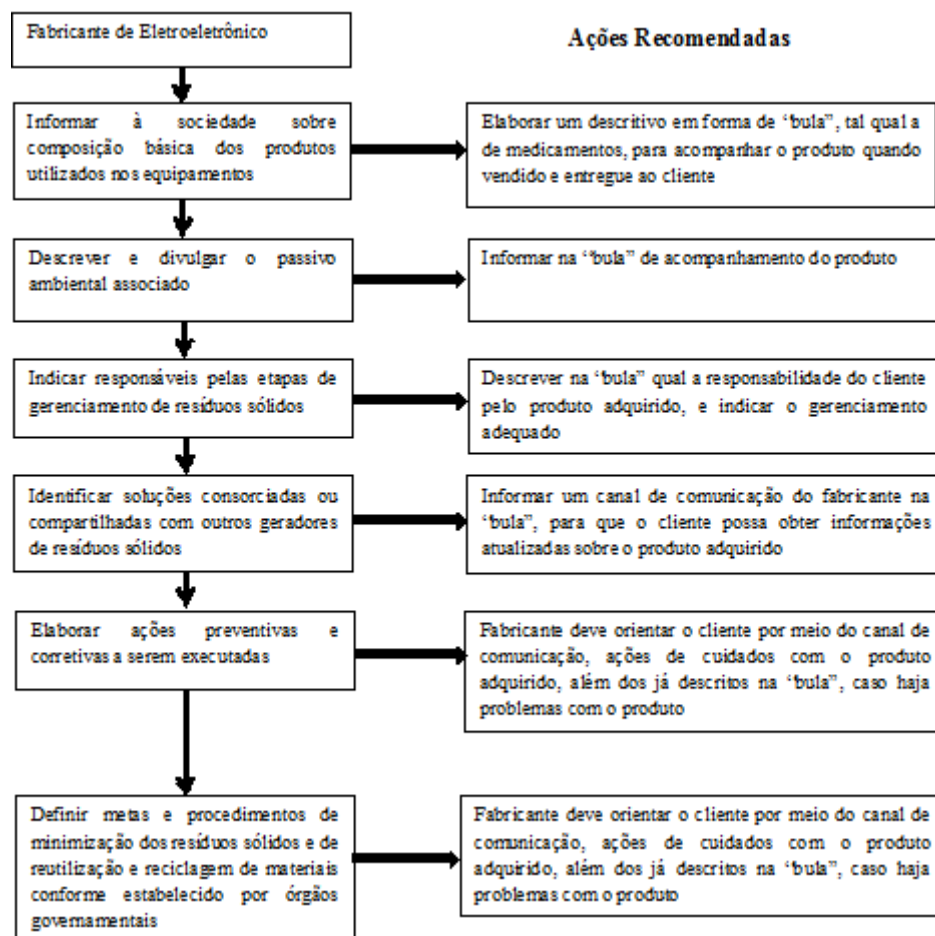 Fabricante de Eletroeletrônico
Ações Recomendadas
Informar à sociedade sobre
composição básica dos produtos
utilizados nos equipamentos
Elaborar um descritivo em forma de “bula”, tal qual a
de medicamentos, para acompanhar o produto quando
vendido e entregue ao cliente
Descrever e divulgar o passivo
ambiental associado
Informar na “bula” de acompanhamento do produto
Indicar responsáveis pelas etapas de
gerenciamento de resíduos sólidos
Descrever na “bula” qual a responsabilidade do cliente
pelo produto adquirido, e indicar o gerenciamento
adequado
Identificar soluções consorciadas ou
compartilhadas com outros geradores
de resíduos sólidos
Informar um canal de comunicação do fabricante na
“bula”, para que o cliente possa obter informações
atualizadas sobre o produto adquirido
Elaborar ações preventivas e
corretivas a serem executadas
Fabricante deve orientar o cliente por meio do canal de
comunicação, ações de cuidados com o produto
adquirido, além dos já descritos na “bula”, caso haja
problemas com o produto
Definir metas e procedimentos de
minimização dos resíduos sólidos e de
reutilização e reciclagem de materiais
conforme estabelecido por órgãos
governamentais
Fabricante deve orientar o cliente por meio do canal de
comunicação, ações de cuidados com o produto
adquirido, além dos já descritos na “bula”, caso haja
problemas com o produto